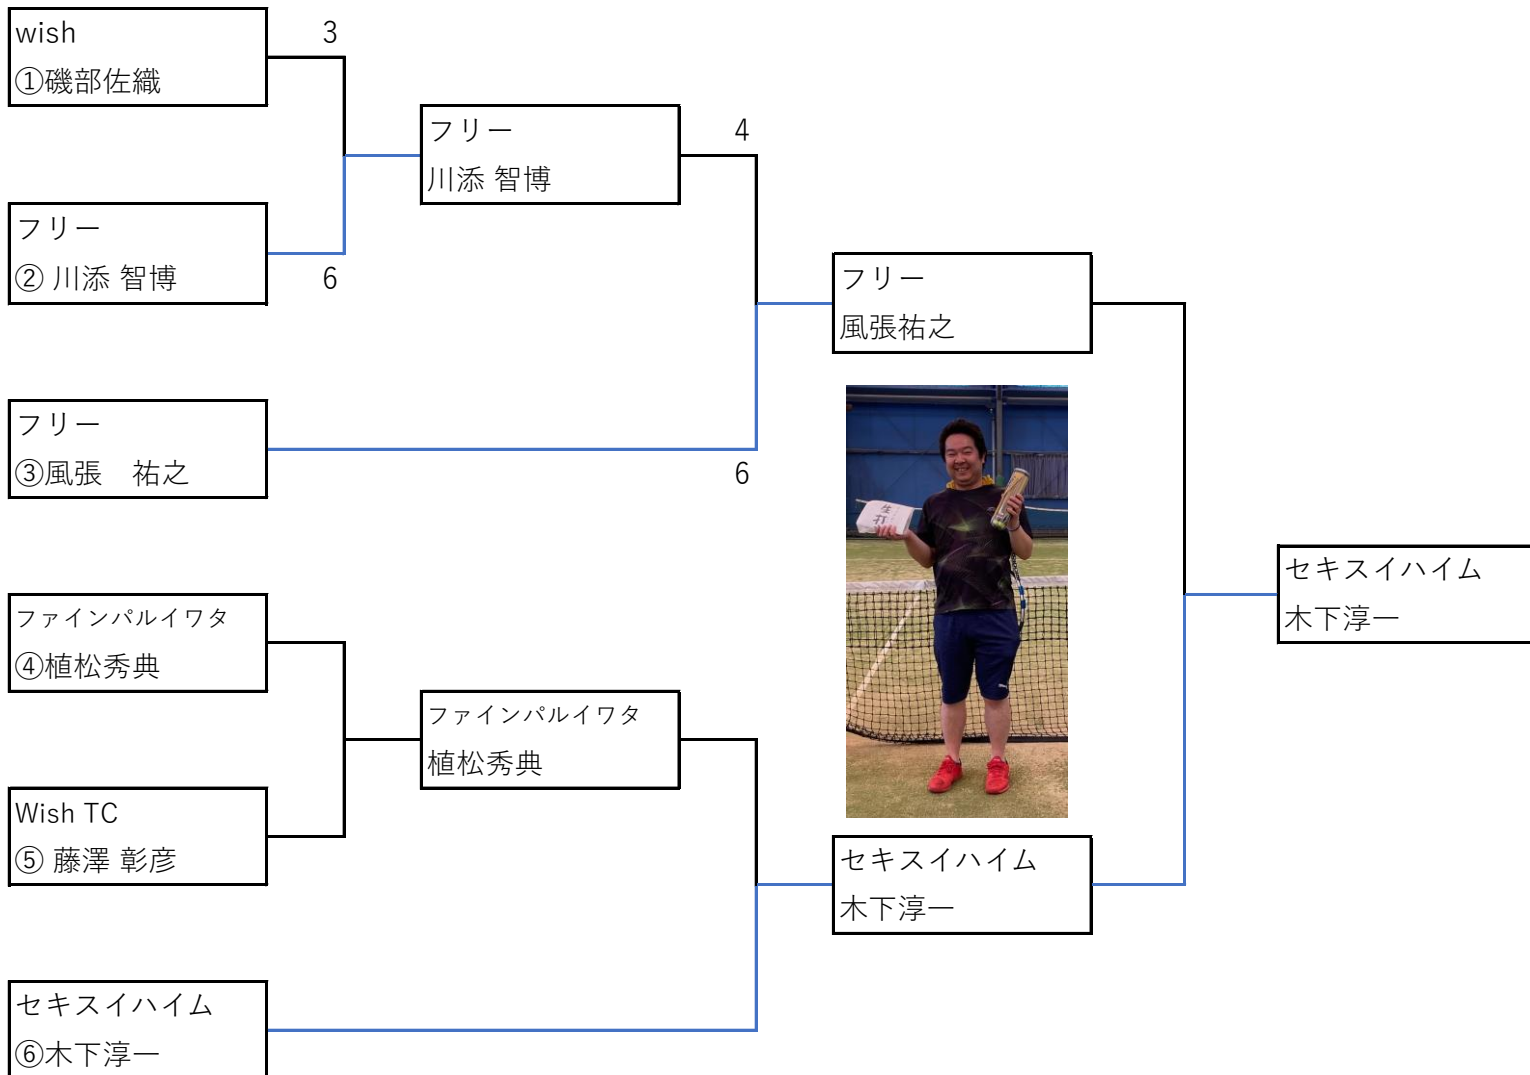 wish
①磯部佐織
3
フリー
② 川添 智博
6
フリー
川添 智博
4
フリー
③風張　祐之
6
フリー
風張祐之
生打
ファインパルイワタ
④植松秀典
Wish TC
⑤ 藤澤 彰彦
ファインパルイワタ
植松秀典
セキスイハイム
⑥木下淳一
セキスイハイム
木下淳一
セキスイハイム
木下淳一